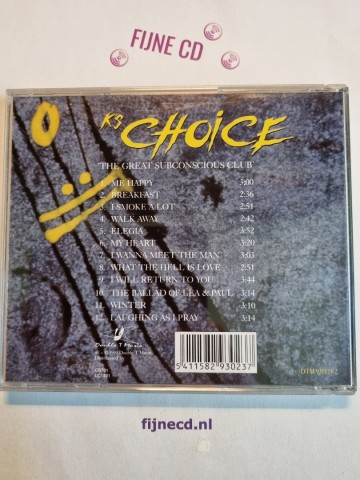 FIJNE CD
K's CHOICE
'THE GREAT SUBCONSCIOUS CLUB'
1. ME HAPPY 3:00
2. BREAKFAST 2:36
3. I SMOKE A LOT 2:51
4. WALK AWAY 2:42
5. ELEGIA 3:52
6. MY HEART 3:20
7. I WANNA MEET THE MAN 3:03
8. WHAT THE HELL IS LOVE 2:51
9. I WILL RETURN TO YOU 3:44
10. THE BALLAD OF LEA & PAUL 3:14
11. WINTER 3:10
12. LAUGHING AS I PRAY 3:14
Double T Music
5 411582 930237
fijnecd.nl